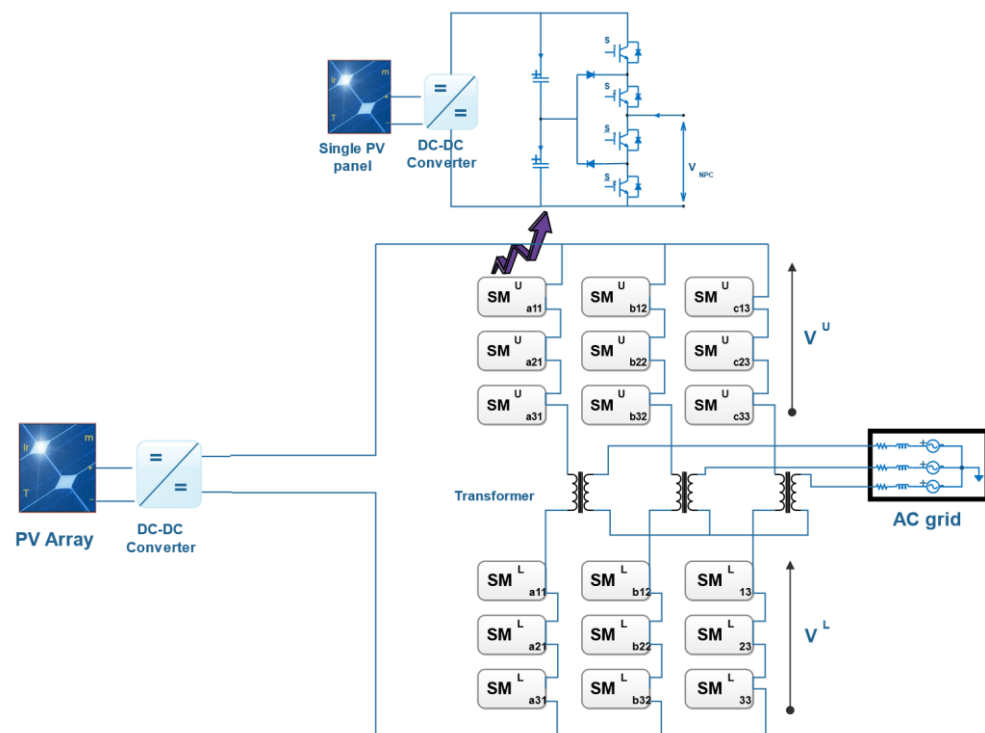 Ir
m
+
T
-
Single PV
panel
DC-DC
Converter
=
=
+
+
S
S
S
S
V NPC
SM U a11
SM U b12
SM U c13
SM U a21
SM U b22
SM U c23
SM U a31
SM U b32
SM U c33
V U
Ir
m
+
T
-
PV Array
=
=
DC-DC
Converter
Transformer
+
+
+
AC grid
SM L a11
SM L b12
SM L 13
SM L a21
SM L b22
SM L 23
SM L a31
SM L b32
SM L 33
V L